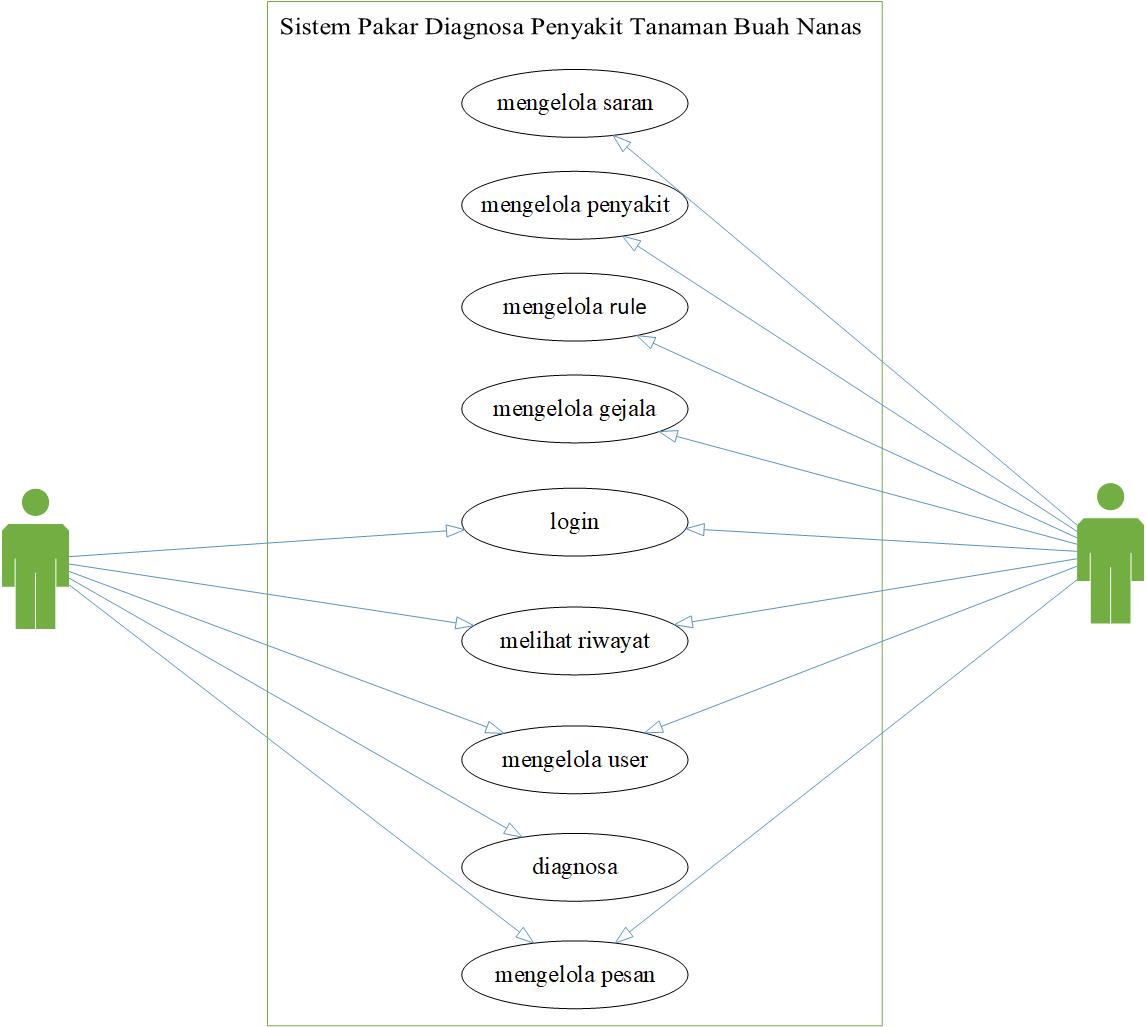 Sistem Pakar Diagnosa Penyakit Tanaman Buah Nanas
mengelola saran
mengelola penyakit
mengelola rule
mengelola gejala
login
melihat riwayat
mengelola user
diagnosa
mengelola pesan